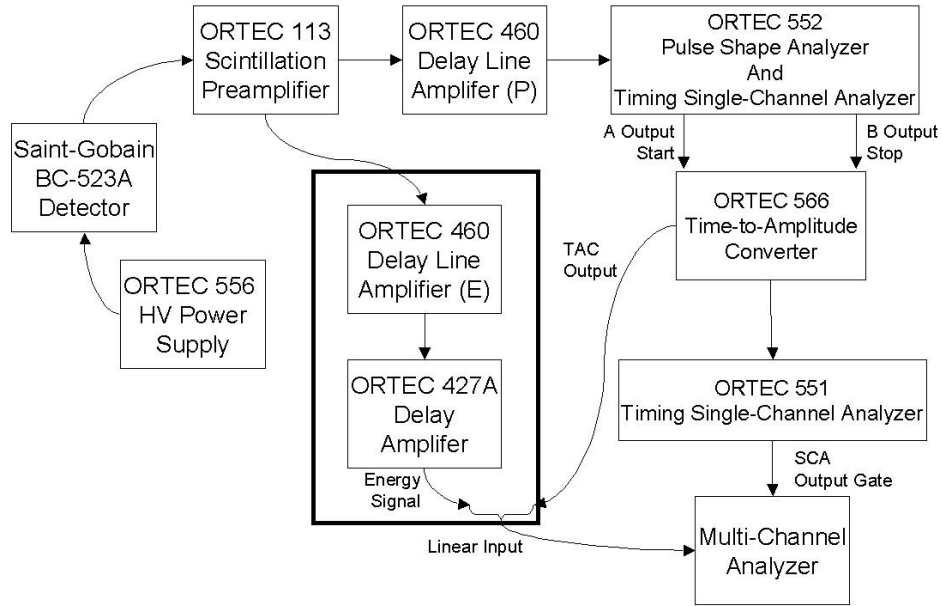 ORTEC 113
Scintillation
Preamplifier
ORTEC 460
Delay Line
Amplifer (P)
ORTEC 552
Pulse Shape Analyzer
And
Timing Single-Channel Analyzer
A Output
Start
B Output
Stop
Saint-Gobain
BC-523A
Detector
ORTEC 556
HV Power
Supply
ORTEC 460
Delay Line
Amplifier (E)
TAC
Output
ORTEC 566
Time-to-Amplitude
Converter
ORTEC 427A
Delay
Amplifer
ORTEC 551
Timing Single-Channel Analyzer
Energy
Signal
SCA
Output Gate
Linear Input
Multi-Channel
Analyzer